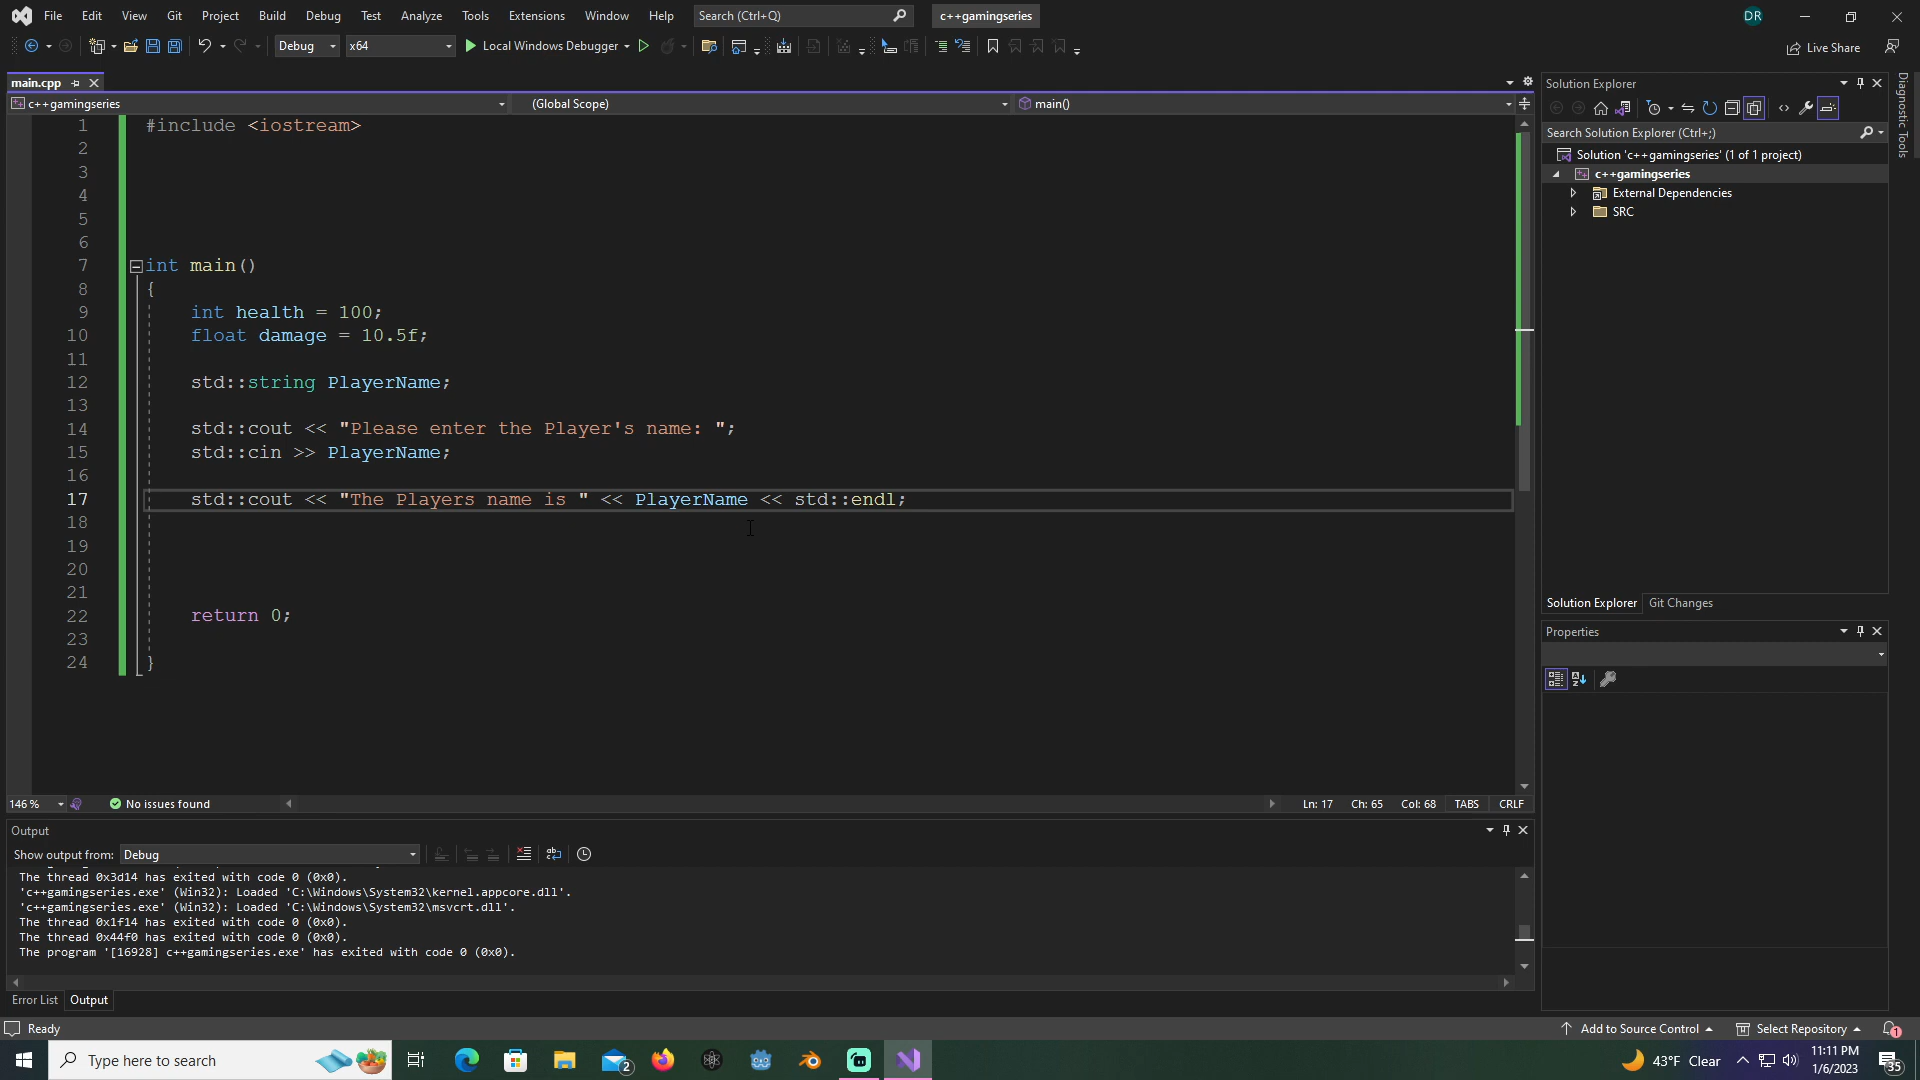 File Edit View Git Project Build Debug Test Analyze Tools Extensions Window Help Search (Ctrl+Q) c++gamingseries DR
Debug x64 Local Windows Debugger Live Share
main.cpp
c++gamingseries (Global Scope) main()
1 #include <iostream>
2
3
4
5
6
7 int main()
8 {
9 int health = 100;
10 float damage = 10.5f;
11
12 std::string PlayerName;
13
14 std::cout << "Please enter the Player's name: ";
15 std::cin >> PlayerName;
16
17 std::cout << "The Players name is " << PlayerName << std::endl;
18
19
20
21
22 return 0;
23
24 }
146 % No issues found Ln: 17 Ch: 65 Col: 68 TABS CRLF
Output
Show output from: Debug
The thread 0x3d14 has exited with code 0 (0x0).
'c++gamingseries.exe' (Win32): Loaded 'C:\Windows\System32\kernel.appcore.dll'.
'c++gamingseries.exe' (Win32): Loaded 'C:\Windows\System32\msvcrt.dll'.
The thread 0x1f14 has exited with code 0 (0x0).
The thread 0x44f0 has exited with code 0 (0x0).
The program '[16928] c++gamingseries.exe' has exited with code 0 (0x0).
Error List Output
Solution Explorer
Search Solution Explorer (Ctrl+;)
Solution 'c++gamingseries' (1 of 1 project)
c++gamingseries
External Dependencies
SRC
Solution Explorer Git Changes
Properties
Diagnostic Tools
Ready Add to Source Control Select Repository 1
Type here to search 2 43°F Clear 11:11 PM
1/6/2023 35